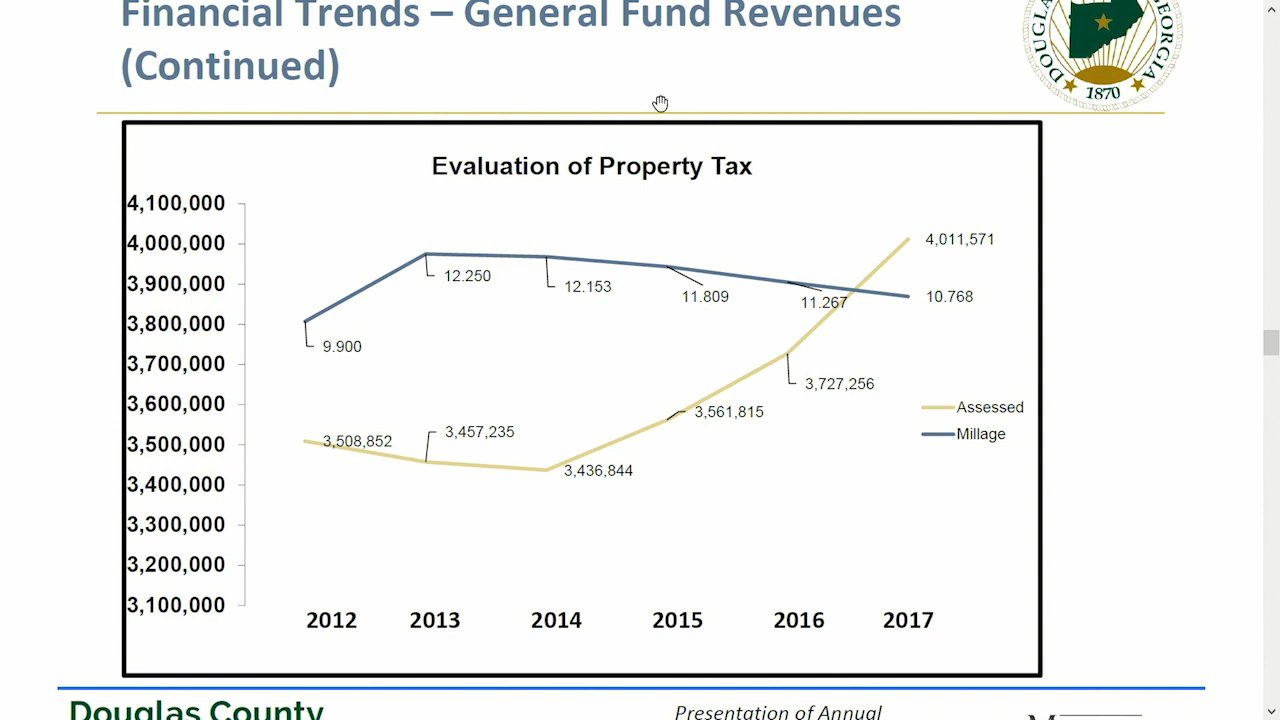 Financial Trends – General Fund Revenues
(Continued)
DOUGLAS
GEORGIA
1870
Evaluation of Property Tax
4,100,000
4,000,000
3,900,000
3,800,000
3,700,000
3,600,000
3,500,000
3,400,000
3,300,000
3,200,000
3,100,000
12.250
12.153
11.809
11.267
10.768
9.900
4,011,571
3,727,256
3,561,815
3,508,852
3,457,235
3,436,844
Assessed
Millage
2012 2013 2014 2015 2016 2017
Douglas County
Presentation of Annual